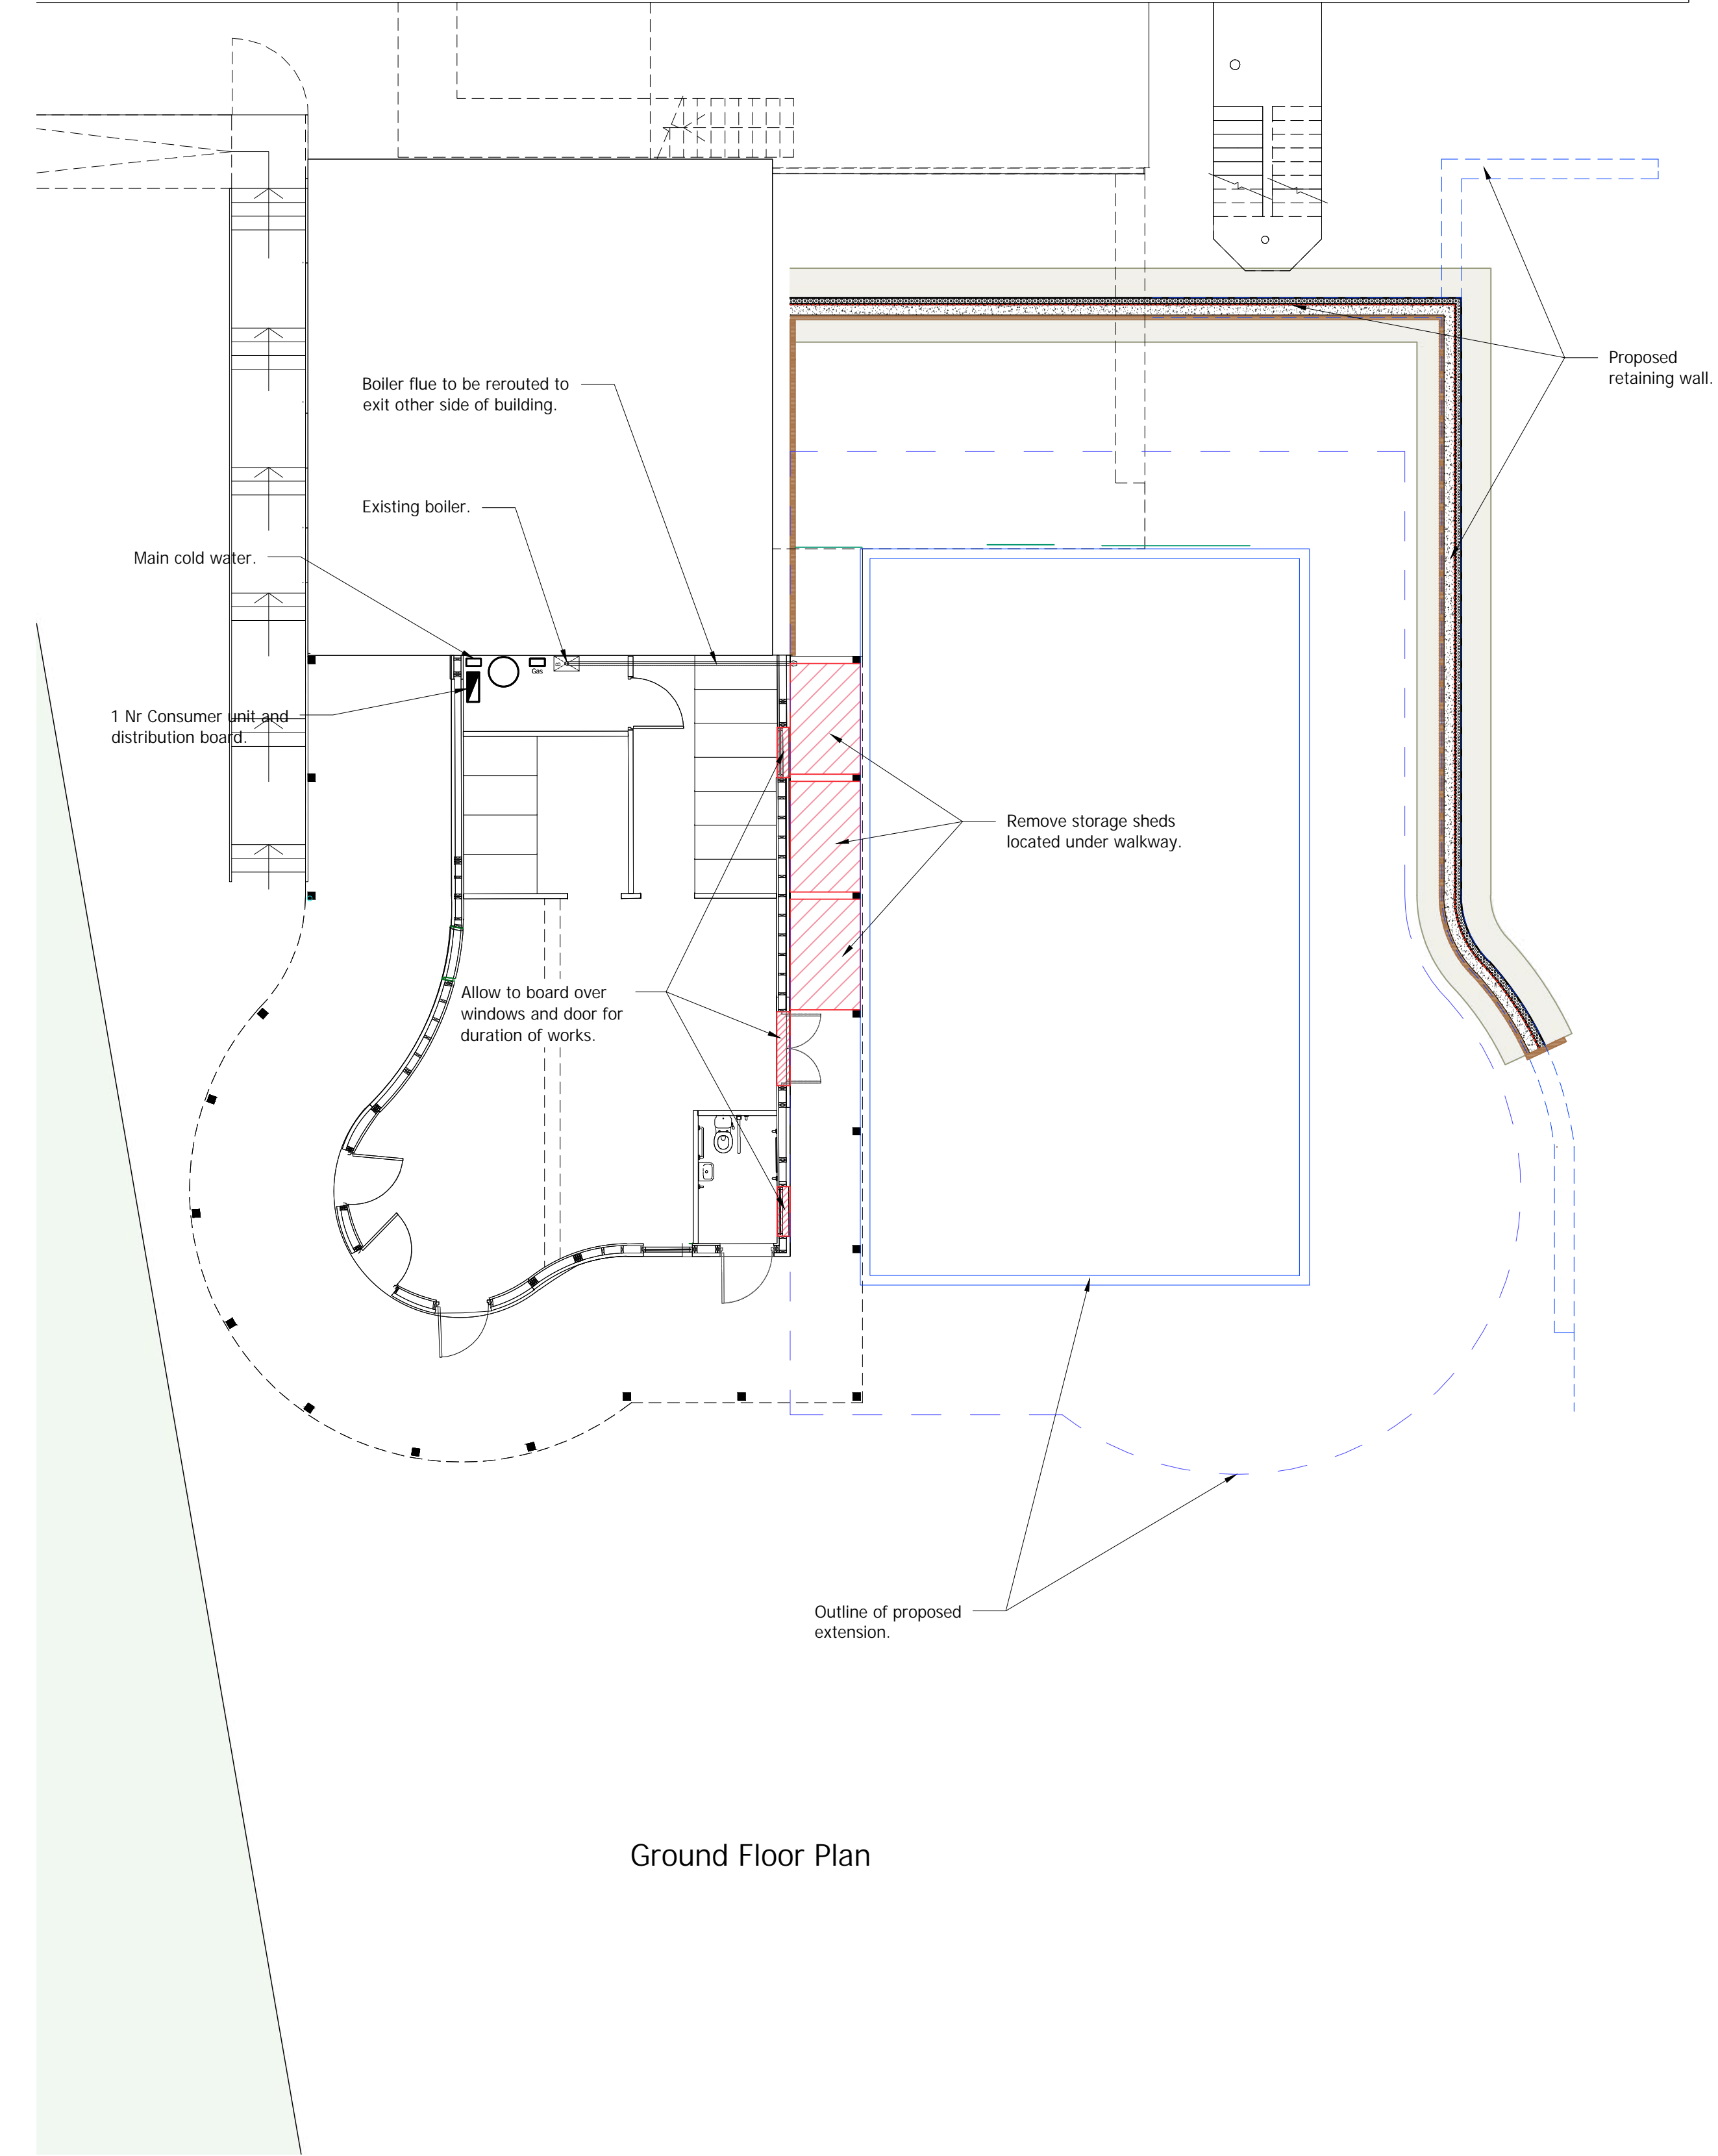 Proposed
retaining wall.
Boiler flue to be rerouted to
exit other side of building.
Existing boiler.
Main cold water.
Gas
1 Nr Consumer unit and
distribution board.
Remove storage sheds
located under walkway.
Allow to board over
windows and door for
duration of works.
Outline of proposed
extension.
Ground Floor Plan